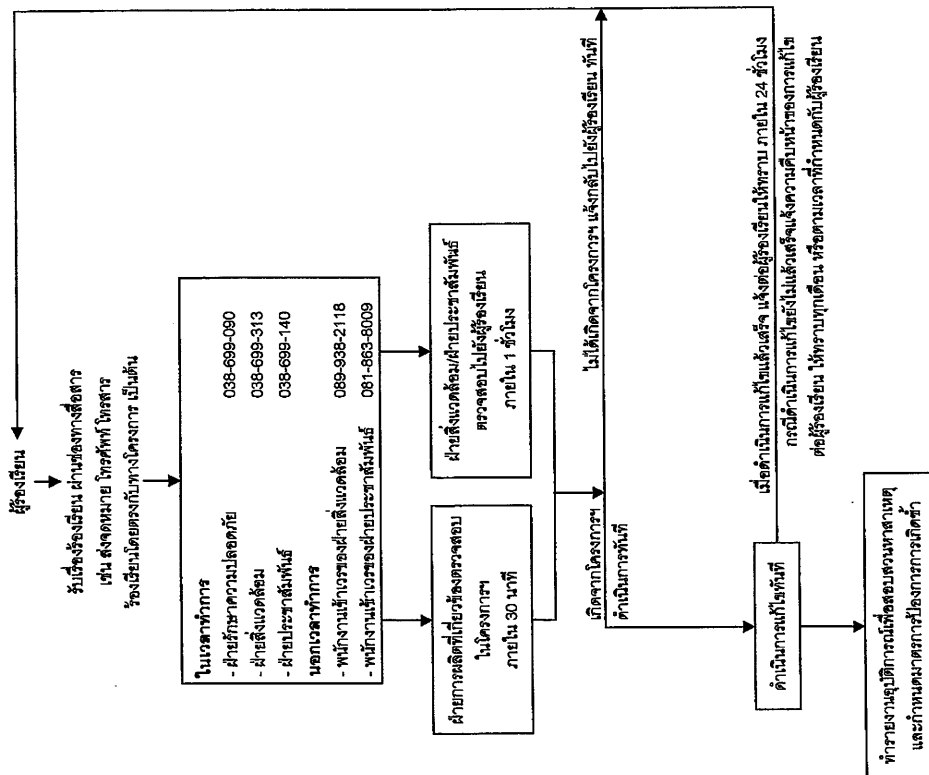 ผู้ร้องเรียน
รับเรื่องร้องเรียน ผ่านช่องทางสื่อสาร
เช่น ส่งจดหมาย โทรศัพท์ โทรสาร
ร้องเรียนโดยตรงกับทางโครงการ เป็นต้น
ในเวลาทำการ
- ฝ่ายรักษาความปลอดภัย 038-699-090
- ฝ่ายสิ่งแวดล้อม 038-699-313
- ฝ่ายประชาสัมพันธ์ 038-699-140
นอกเวลาทำการ
- พนักงานเข้าเวรของฝ่ายสิ่งแวดล้อม 089-938-2118
- พนักงานเข้าเวรของฝ่ายประชาสัมพันธ์ 081-863-8009
ฝ่ายการผลิตที่เกี่ยวข้องตรวจสอบ
ในโครงการฯ
ภายใน 30 นาที
ฝ่ายสิ่งแวดล้อม/ฝ่ายประชาสัมพันธ์
ตรวจสอบไปยังผู้ร้องเรียน
ภายใน 1 ชั่วโมง
เกิดจากโครงการฯ
ดำเนินการทันที
ไม่ได้เกิดจากโครงการฯ แจ้งกลับไปยังผู้ร้องเรียน ทันที
ดำเนินการแก้ไขทันที
เมื่อดำเนินการแก้ไขแล้วเสร็จ แจ้งต่อผู้ร้องเรียนให้ทราบ ภายใน 24 ชั่วโมง
กรณีดำเนินการแก้ไขยังไม่แล้วเสร็จแจ้งความคืบหน้าของการแก้ไข
ต่อผู้ร้องเรียน ให้ทราบทุกเดือน หรือตามเวลาที่กำหนดกับผู้ร้องเรียน
ทำรายงานอุบัติการณ์เพื่อสอบสวนหาสาเหตุ
และกำหนดมาตรการป้องการการเกิดซ้ำ